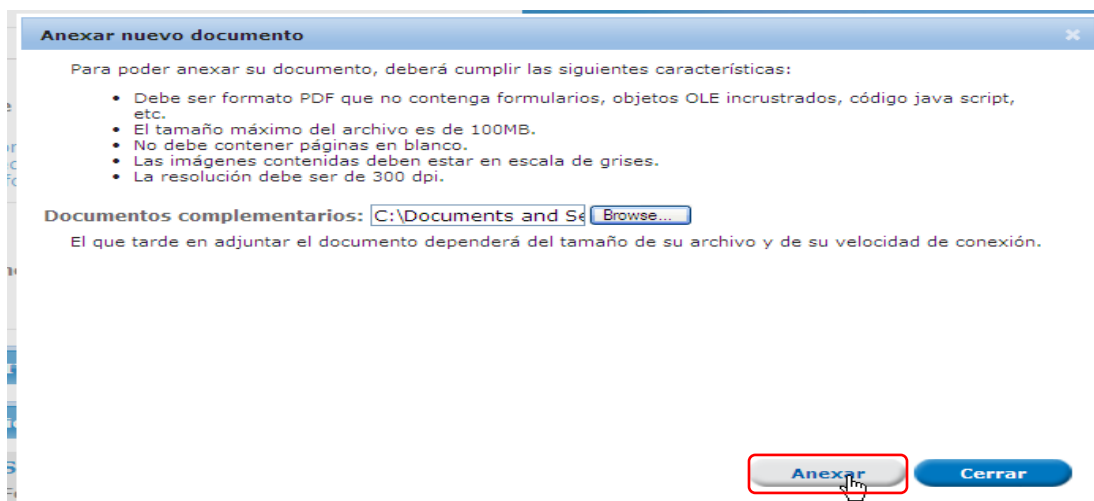 Anexar nuevo documento
Para poder anexar su documento, deberá cumplir las siguientes características:
• Debe ser formato PDF que no contenga formularios, objetos OLE incrustrados, código java script,
etc.
• El tamaño máximo del archivo es de 100MB.
• No debe contener páginas en blanco.
• Las imágenes contenidas deben estar en escala de grises.
• La resolución debe ser de 300 dpi.
Documentos complementarios: C:\Documents and Se Browse...
El que tarde en adjuntar el documento dependerá del tamaño de su archivo y de su velocidad de conexión.
Anexar Cerrar